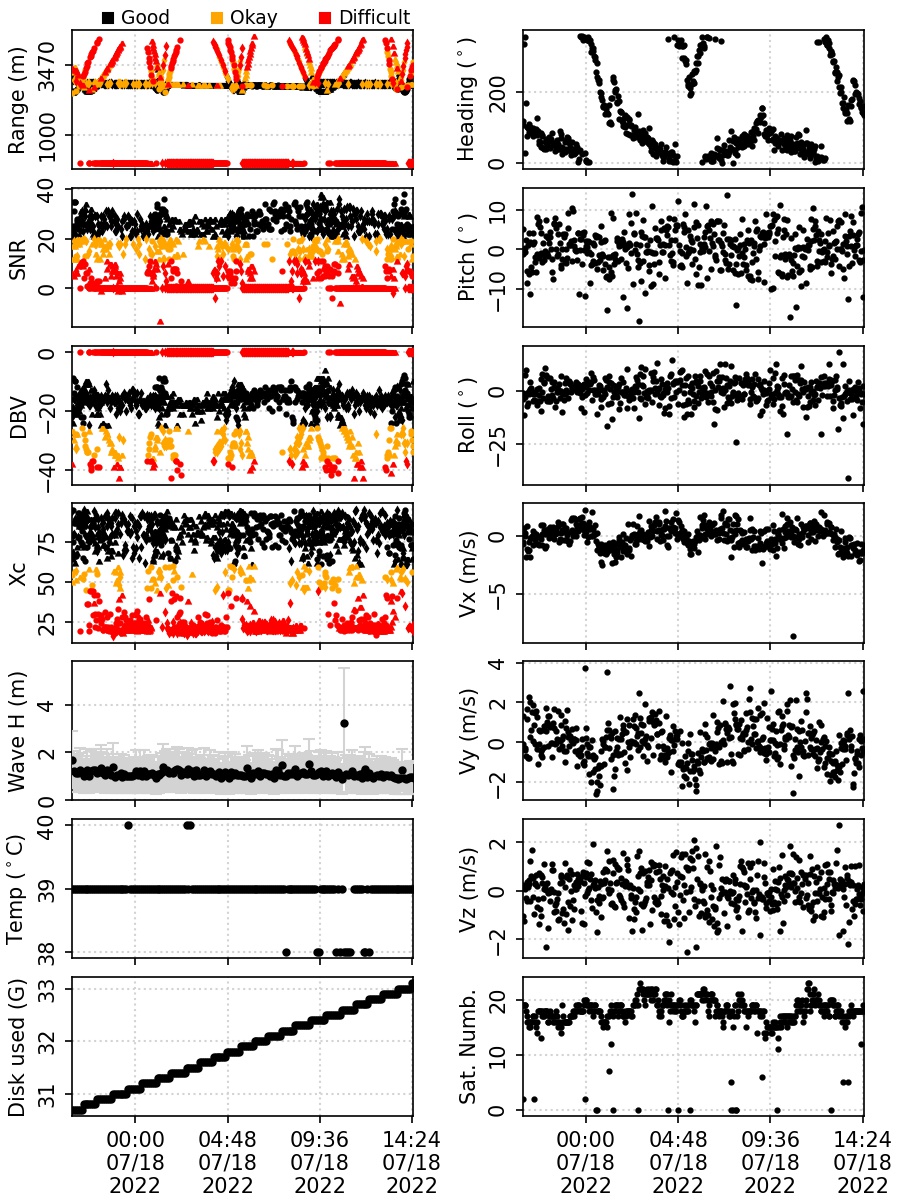 Good Okay Difficult
Range (m)
3470
1000
Heading (°)
200
0
SNR
40
20
0
Pitch (°)
10
0
−10
DBV
0
−20
−40
Roll (°)
0
−25
Xc
75
50
25
Vx (m/s)
0
−5
Wave H (m)
4
2
0
Vy (m/s)
4
2
0
−2
Temp (°C)
40
39
38
Vz (m/s)
2
0
−2
Disk used (G)
33
32
31
Sat. Numb.
20
10
0
00:00 04:48 09:36 14:24 00:00 04:48 09:36 14:24
07/18 07/18 07/18 07/18 07/18 07/18 07/18 07/18
2022 2022 2022 2022 2022 2022 2022 2022